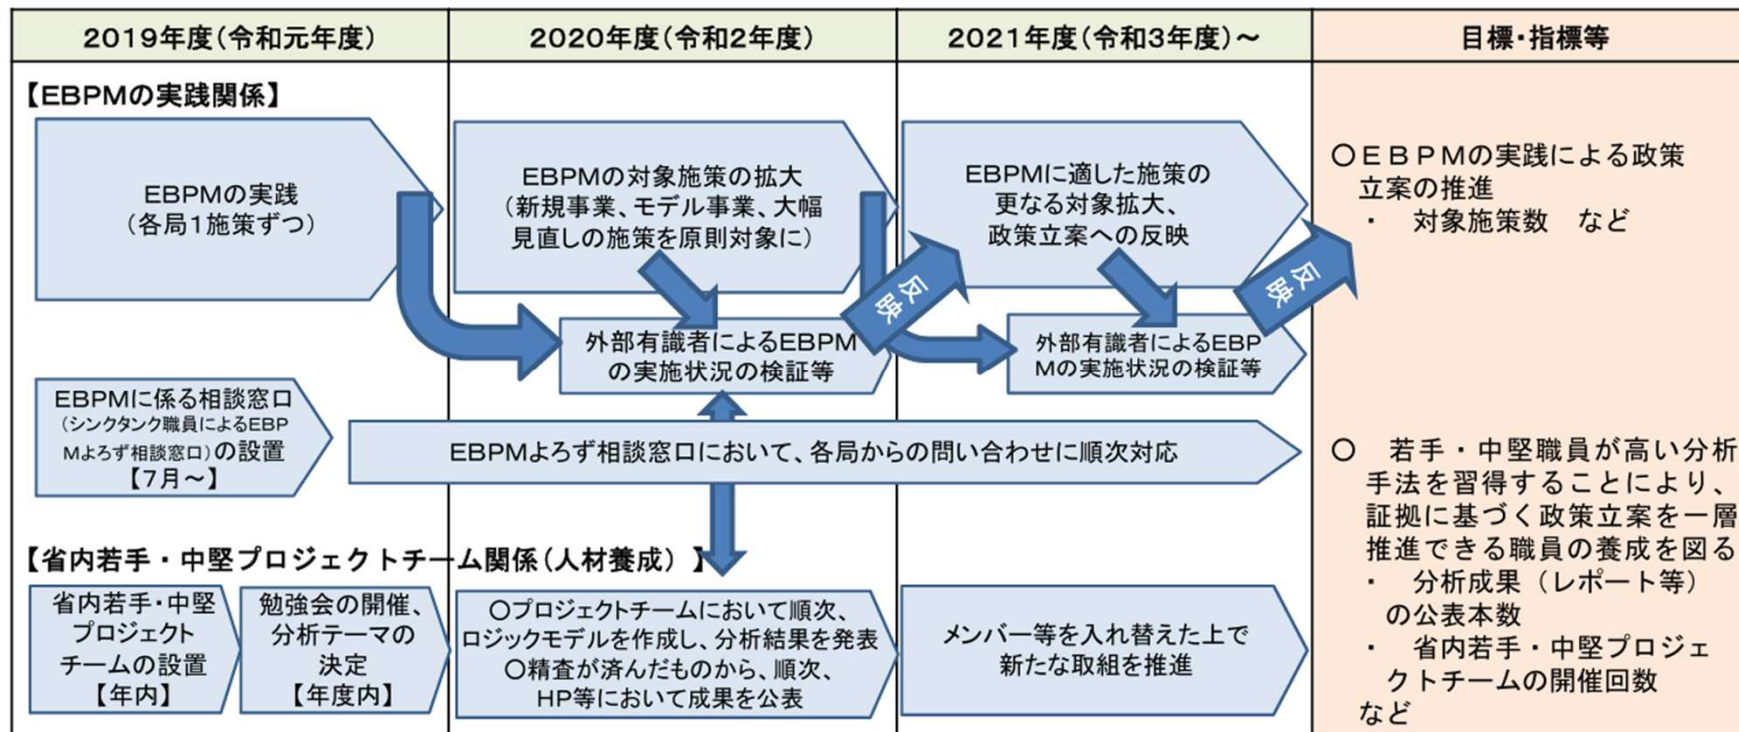 2019年度(令和元年度)
2020年度(令和2年度)
2021年度(令和3年度)～
目標・指標等
【EBPMの実践関係】
EBPMの実践
(各局1施策ずつ)
EBPMの対象施策の拡大
(新規事業、モデル事業、大幅
見直しの施策を原則対象に)
EBPMに適した施策の
更なる対象拡大、
政策立案への反映
反映
反映
外部有識者によるEBPM
の実施状況の検証等
外部有識者によるEBP
Mの実施状況の検証等
〇ＥＢＰＭの実践による政策
立案の推進
・　対象施策数　など
EBPMに係る相談窓口
(シンクタンク職員によるEBP
Mよろず相談窓口)の設置
【7月～】
EBPMよろず相談窓口において、各局からの問い合わせに順次対応
【省内若手・中堅プロジェクトチーム関係(人材養成) 】
省内若手・中堅
プロジェクト
チームの設置
【年内】
勉強会の開催、
分析テーマの
決定
【年度内】
〇プロジェクトチームにおいて順次、
ロジックモデルを作成し、分析結果を発表
〇精査が済んだものから、順次、
HP等において成果を公表
メンバー等を入れ替えた上で
新たな取組を推進
〇　若手・中堅職員が高い分析
手法を習得することにより、
証拠に基づく政策立案を一層
推進できる職員の養成を図る
・　分析成果（レポート等）
の公表本数
・　省内若手・中堅プロジェ
クトチームの開催回数
など